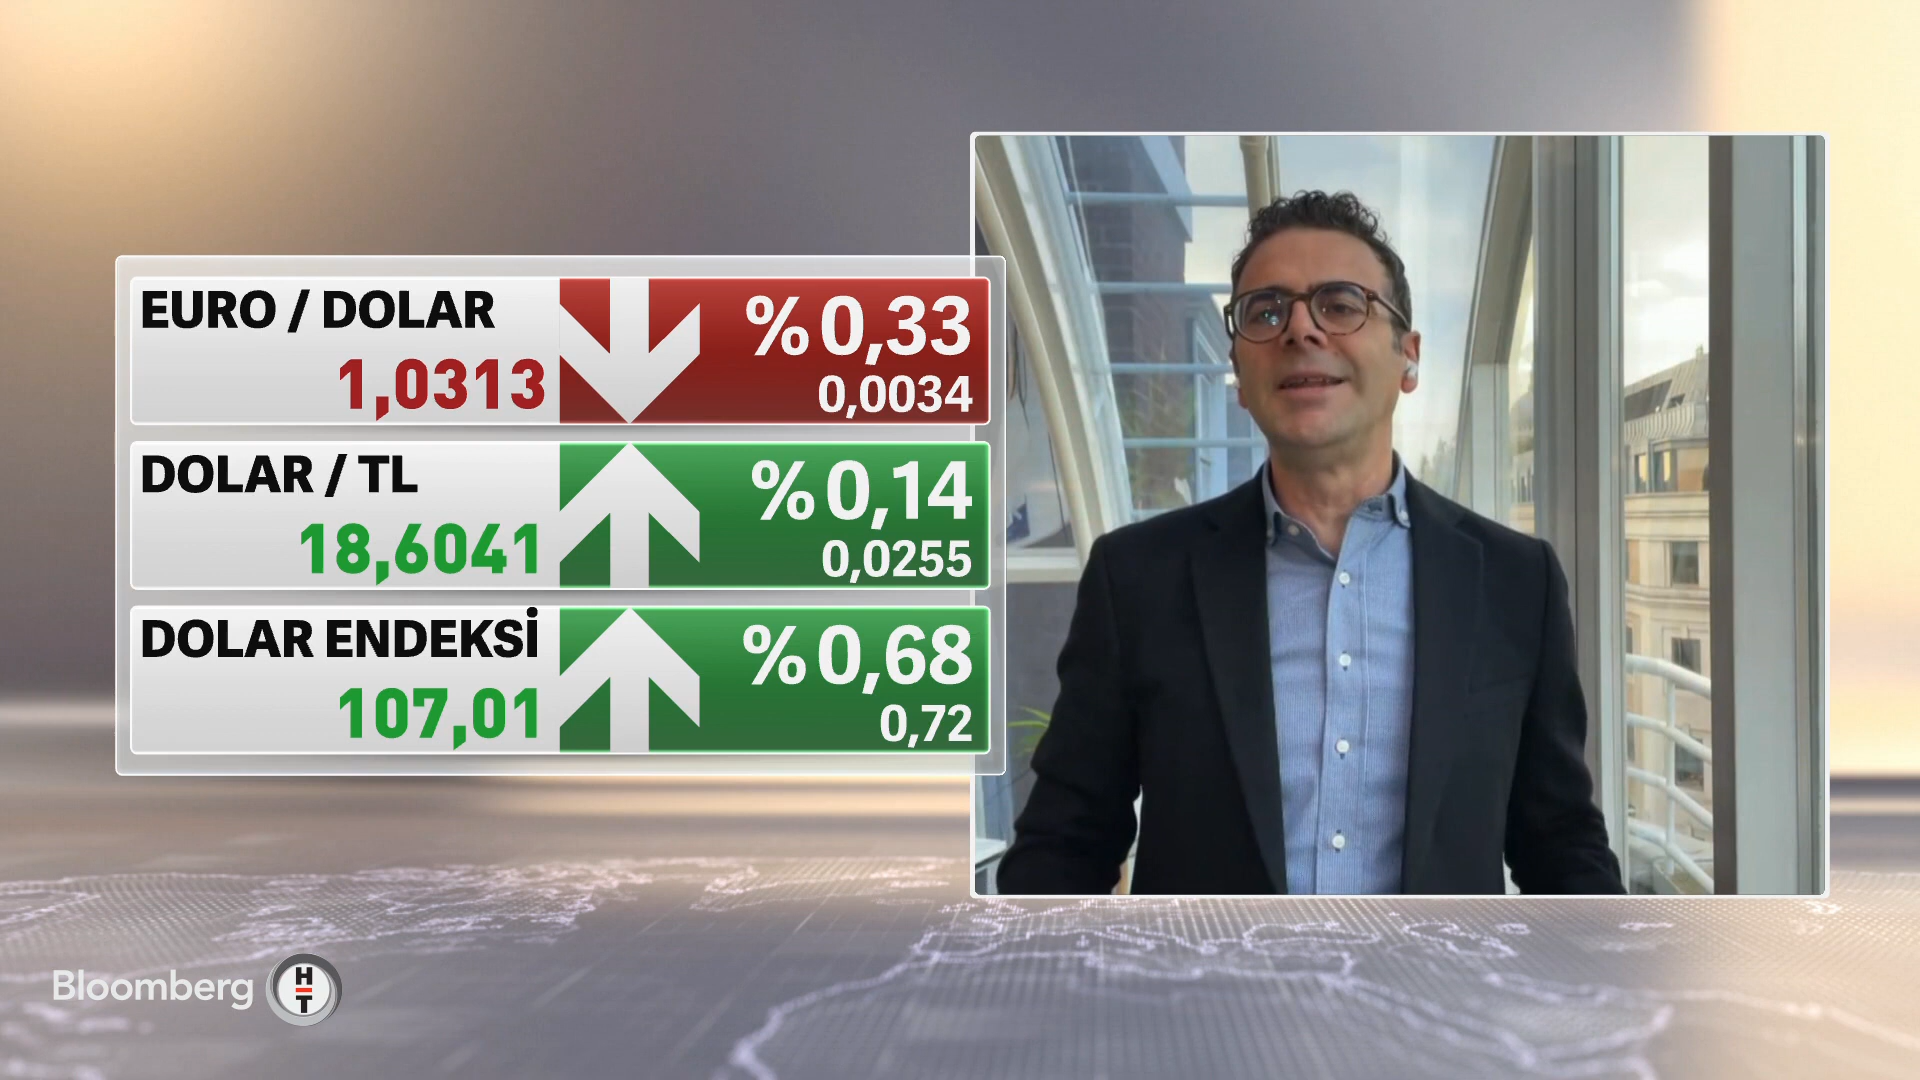 EURO / DOLAR
1,0313
%0,33
0,0034
DOLAR / TL
18,6041
%0,14
0,0255
DOLAR ENDEKSİ
107,01
%0,68
0,72
Bloomberg HT